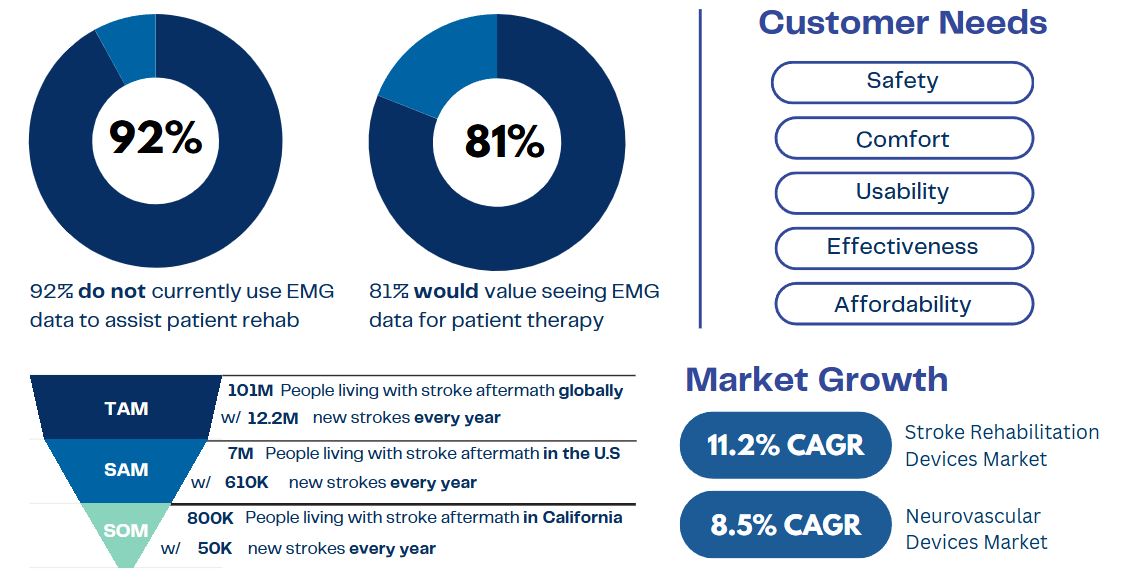 92%
81%
92% do not currently use EMG
data to assist patient rehab
81% would value seeing EMG
data for patient therapy
Customer Needs
Safety
Comfort
Usability
Effectiveness
Affordability
TAM
101M People living with stroke aftermath globally
w/ 12.2M new strokes every year
SAM
7M People living with stroke aftermath in the U.S
w/ 610K new strokes every year
SOM
800K People living with stroke aftermath in California
w/ 50K new strokes every year
Market Growth
11.2% CAGR
Stroke Rehabilitation
Devices Market
8.5% CAGR
Neurovascular
Devices Market